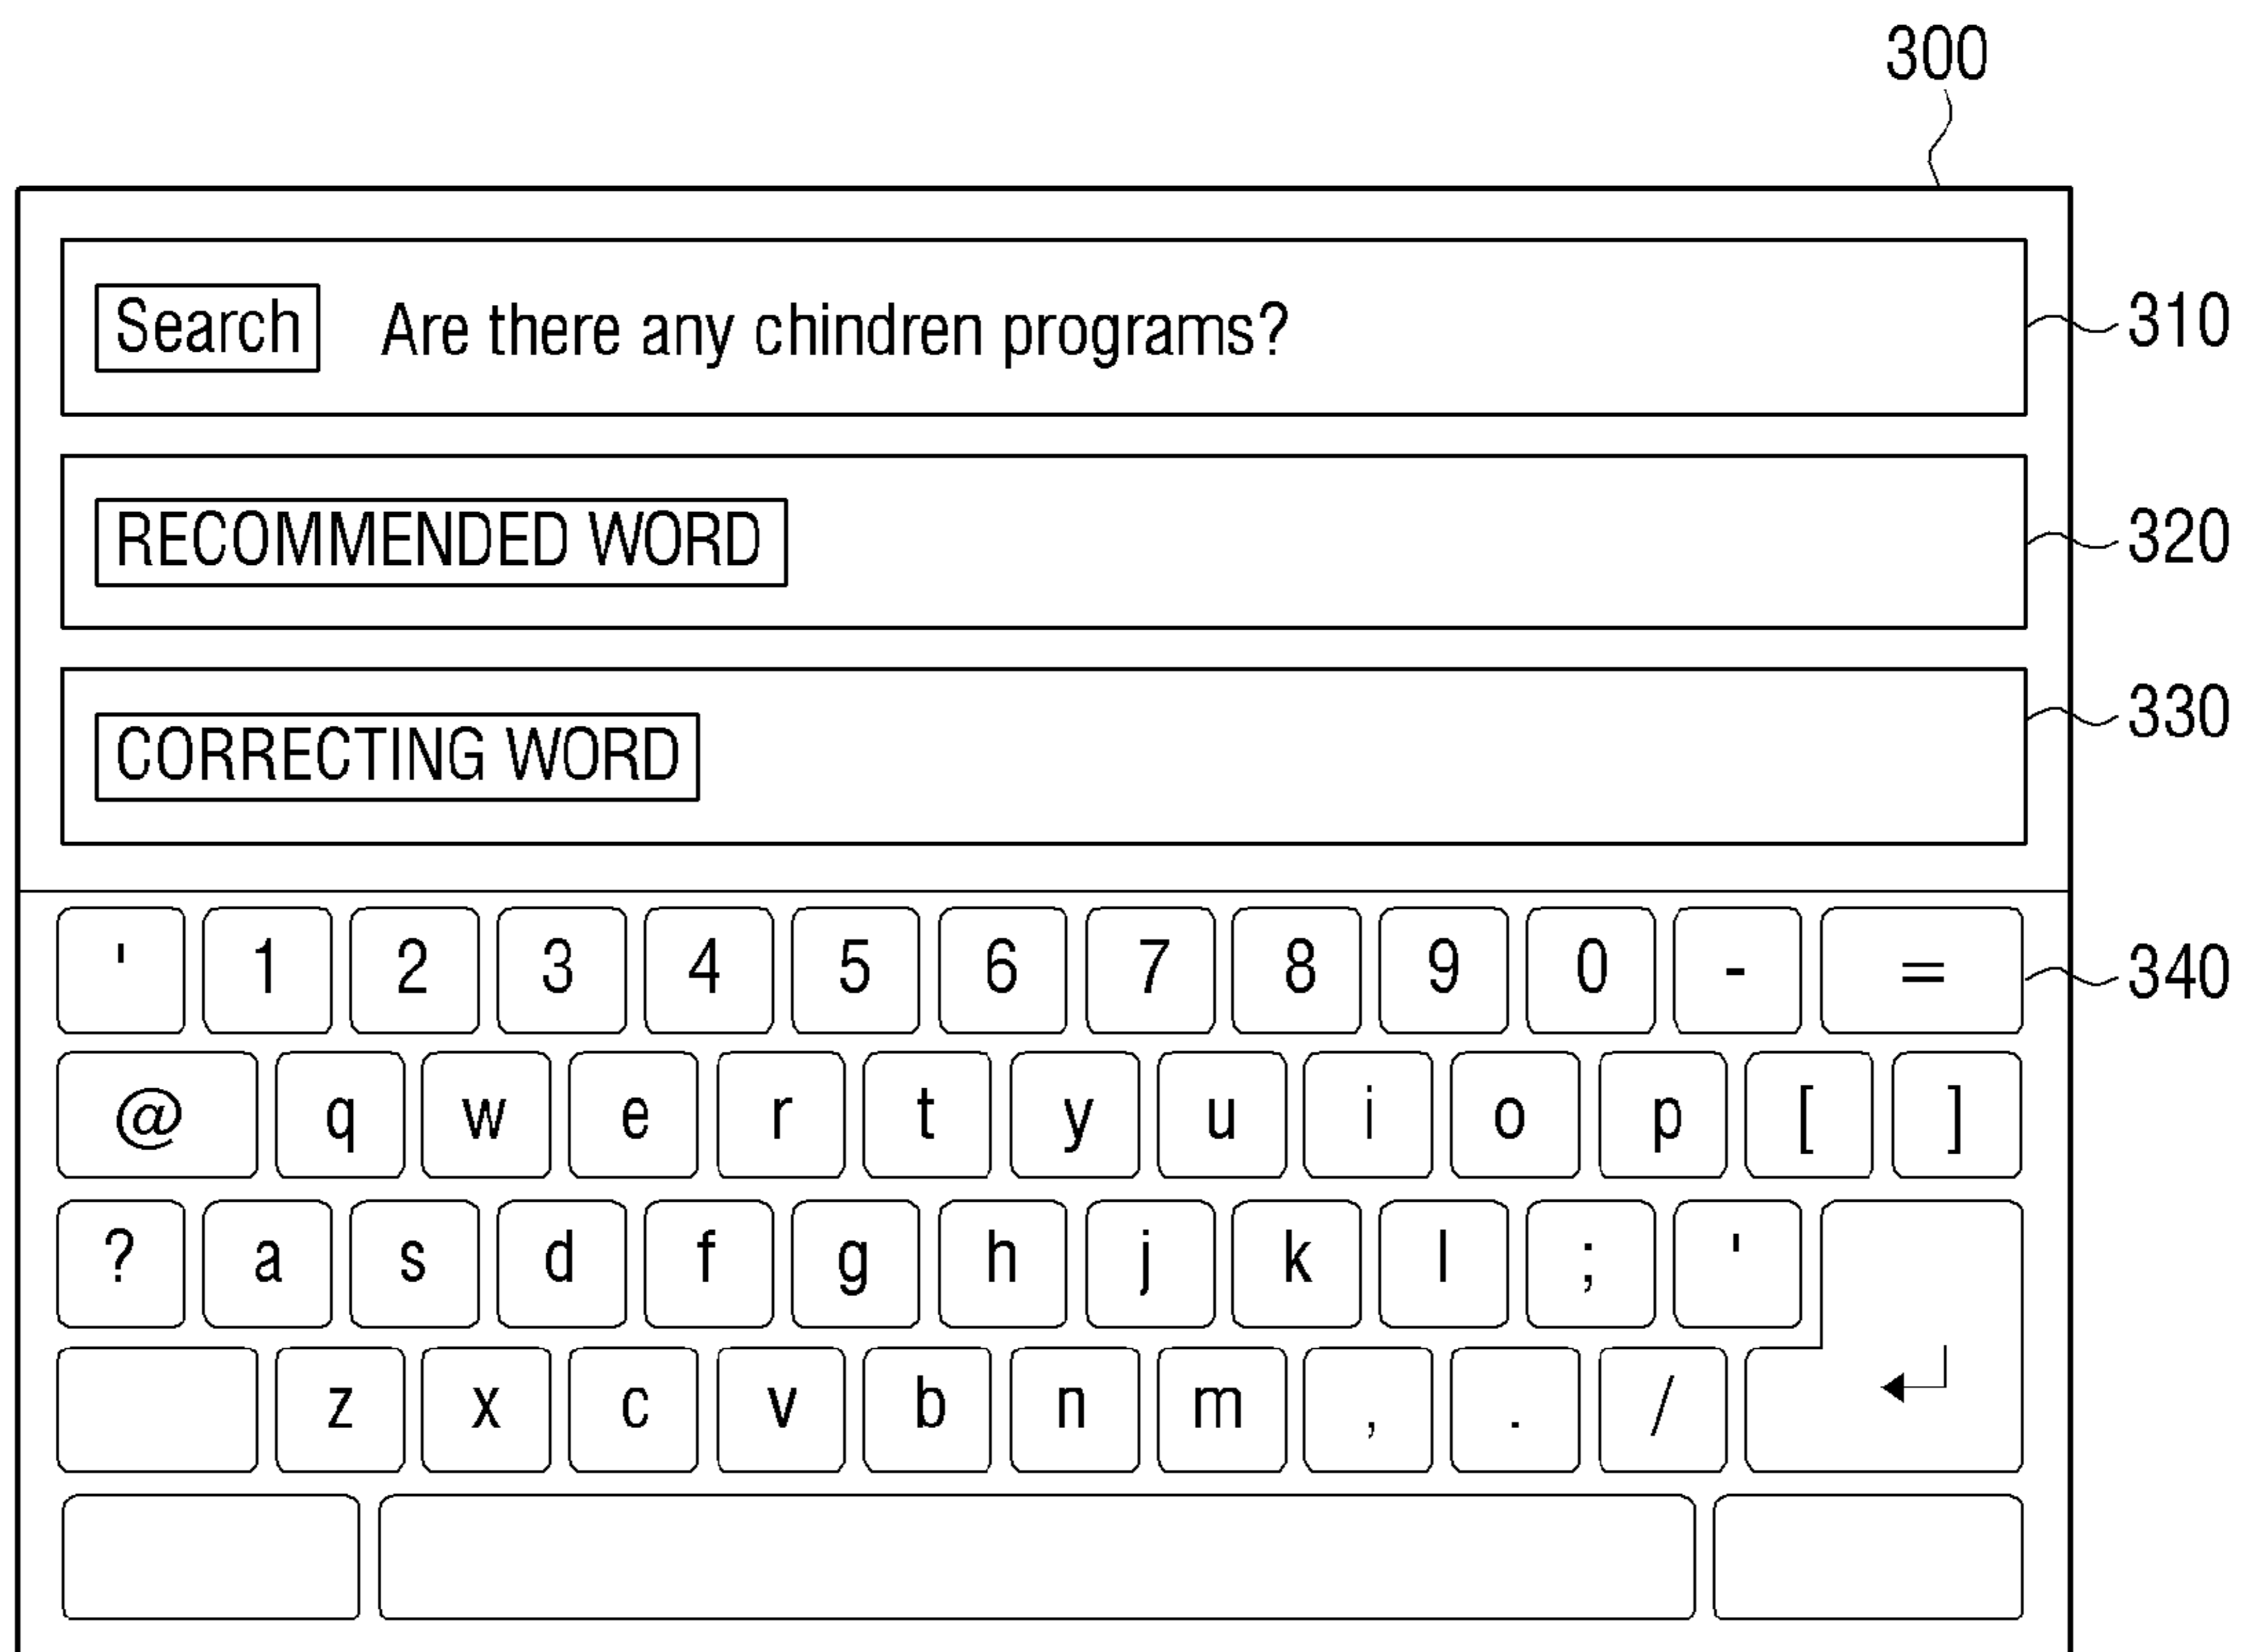 300
Search Are there any chindren programs? 310
RECOMMENDED WORD 320
CORRECTING WORD 330
' 1 2 3 4 5 6 7 8 9 0 - = 340
@ q w e r t y u i o p [ ]
? a s d f g h j k l ; '
z x c v b n m , . /